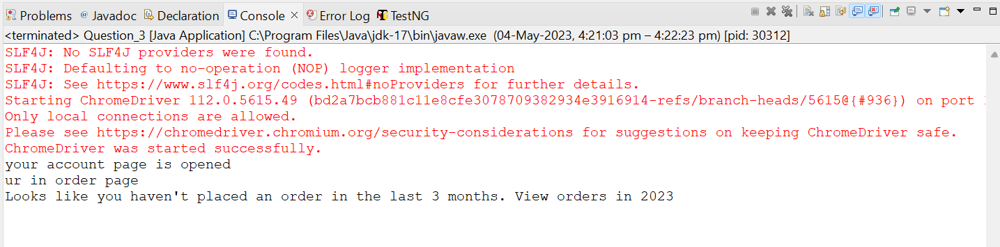 Problems @ Javadoc Declaration Console Error Log TestNG
<terminated> Question_3 [Java Application] C:\Program Files\Java\jdk-17\bin\javaw.exe (04-May-2023, 4:21:03 pm – 4:22:23 pm) [pid: 30312]
SLF4J: No SLF4J providers were found.
SLF4J: Defaulting to no-operation (NOP) logger implementation
SLF4J: See https://www.slf4j.org/codes.html#noProviders for further details.
Starting ChromeDriver 112.0.5615.49 (bd2a7bcb881c11e8cfe3078709382934e3916914-refs/branch-heads/5615@{#936}) on port
Only local connections are allowed.
Please see https://chromedriver.chromium.org/security-considerations for suggestions on keeping ChromeDriver safe.
ChromeDriver was started successfully.
your account page is opened
ur in order page
Looks like you haven't placed an order in the last 3 months. View orders in 2023